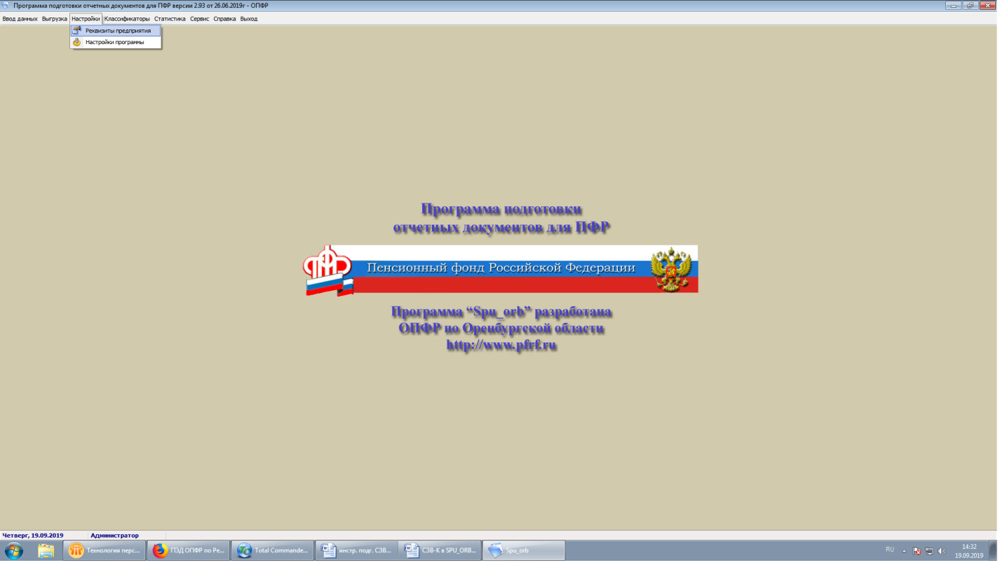 Программа подготовки отчетных документов для ПФР версии 2.93 от 26.06.2019г - ОПФР
Ввод данных Выгрузка Настройки Классификаторы Статистика Сервис Справка Выход
Реквизиты предприятия
Настройки программы
Программа подготовки
отчетных документов для ПФР
Пенсионный фонд Российской Федерации
Программа “Spu_orb” разработана
ОПФР по Оренбургской области
http://www.pfrf.ru
Четверг, 19.09.2019 Администратор
Технология перс... ПЭД ОПФР по Ре... Total Commande... инстр. подг. СЗВ... СЗВ-К в SPU_ORB... Spu_orb RU 14:32
19.09.2019